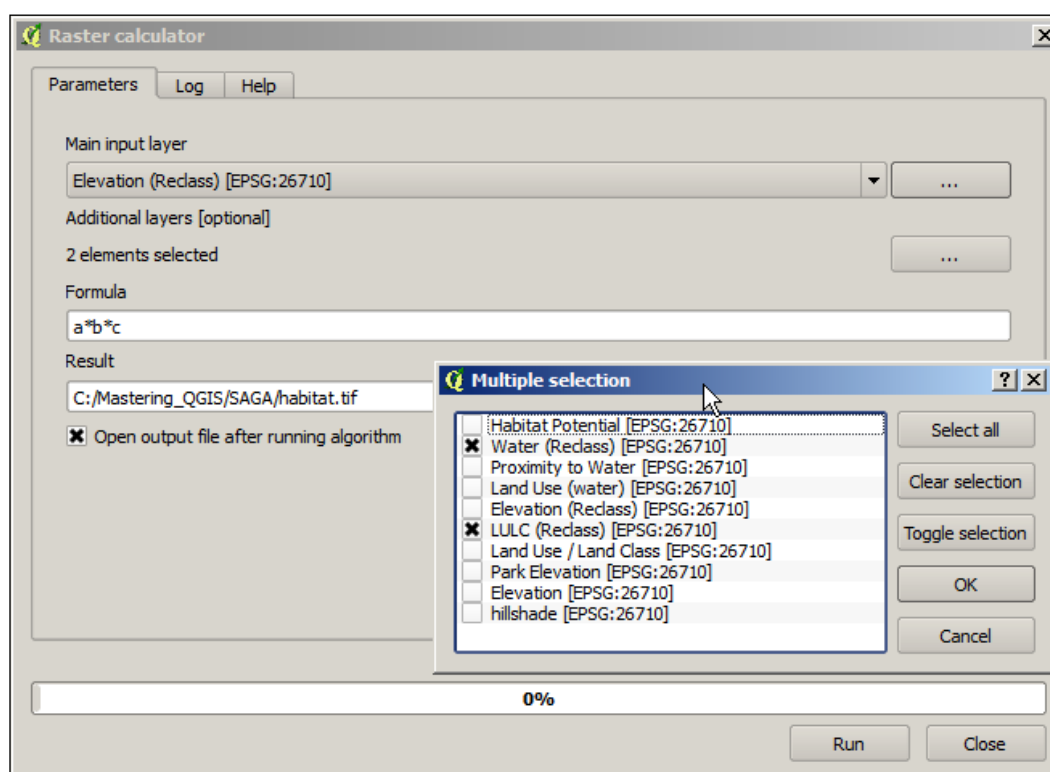 Raster calculator
Parameters Log Help
Main input layer
Elevation (Reclass) [EPSG:26710] ...
Additional layers [optional]
2 elements selected ...
Formula
a*b*c
Result
C:/Mastering_QGIS/SAGA/habitat.tif
Open output file after running algorithm
Multiple selection
Habitat Potential [EPSG:26710]
Water (Reclass) [EPSG:26710]
Proximity to Water [EPSG:26710]
Land Use (water) [EPSG:26710]
Elevation (Reclass) [EPSG:26710]
LULC (Reclass) [EPSG:26710]
Land Use / Land Class [EPSG:26710]
Park Elevation [EPSG:26710]
Elevation [EPSG:26710]
hillshade [EPSG:26710]
Select all
Clear selection
Toggle selection
OK
Cancel
0%
Run Close